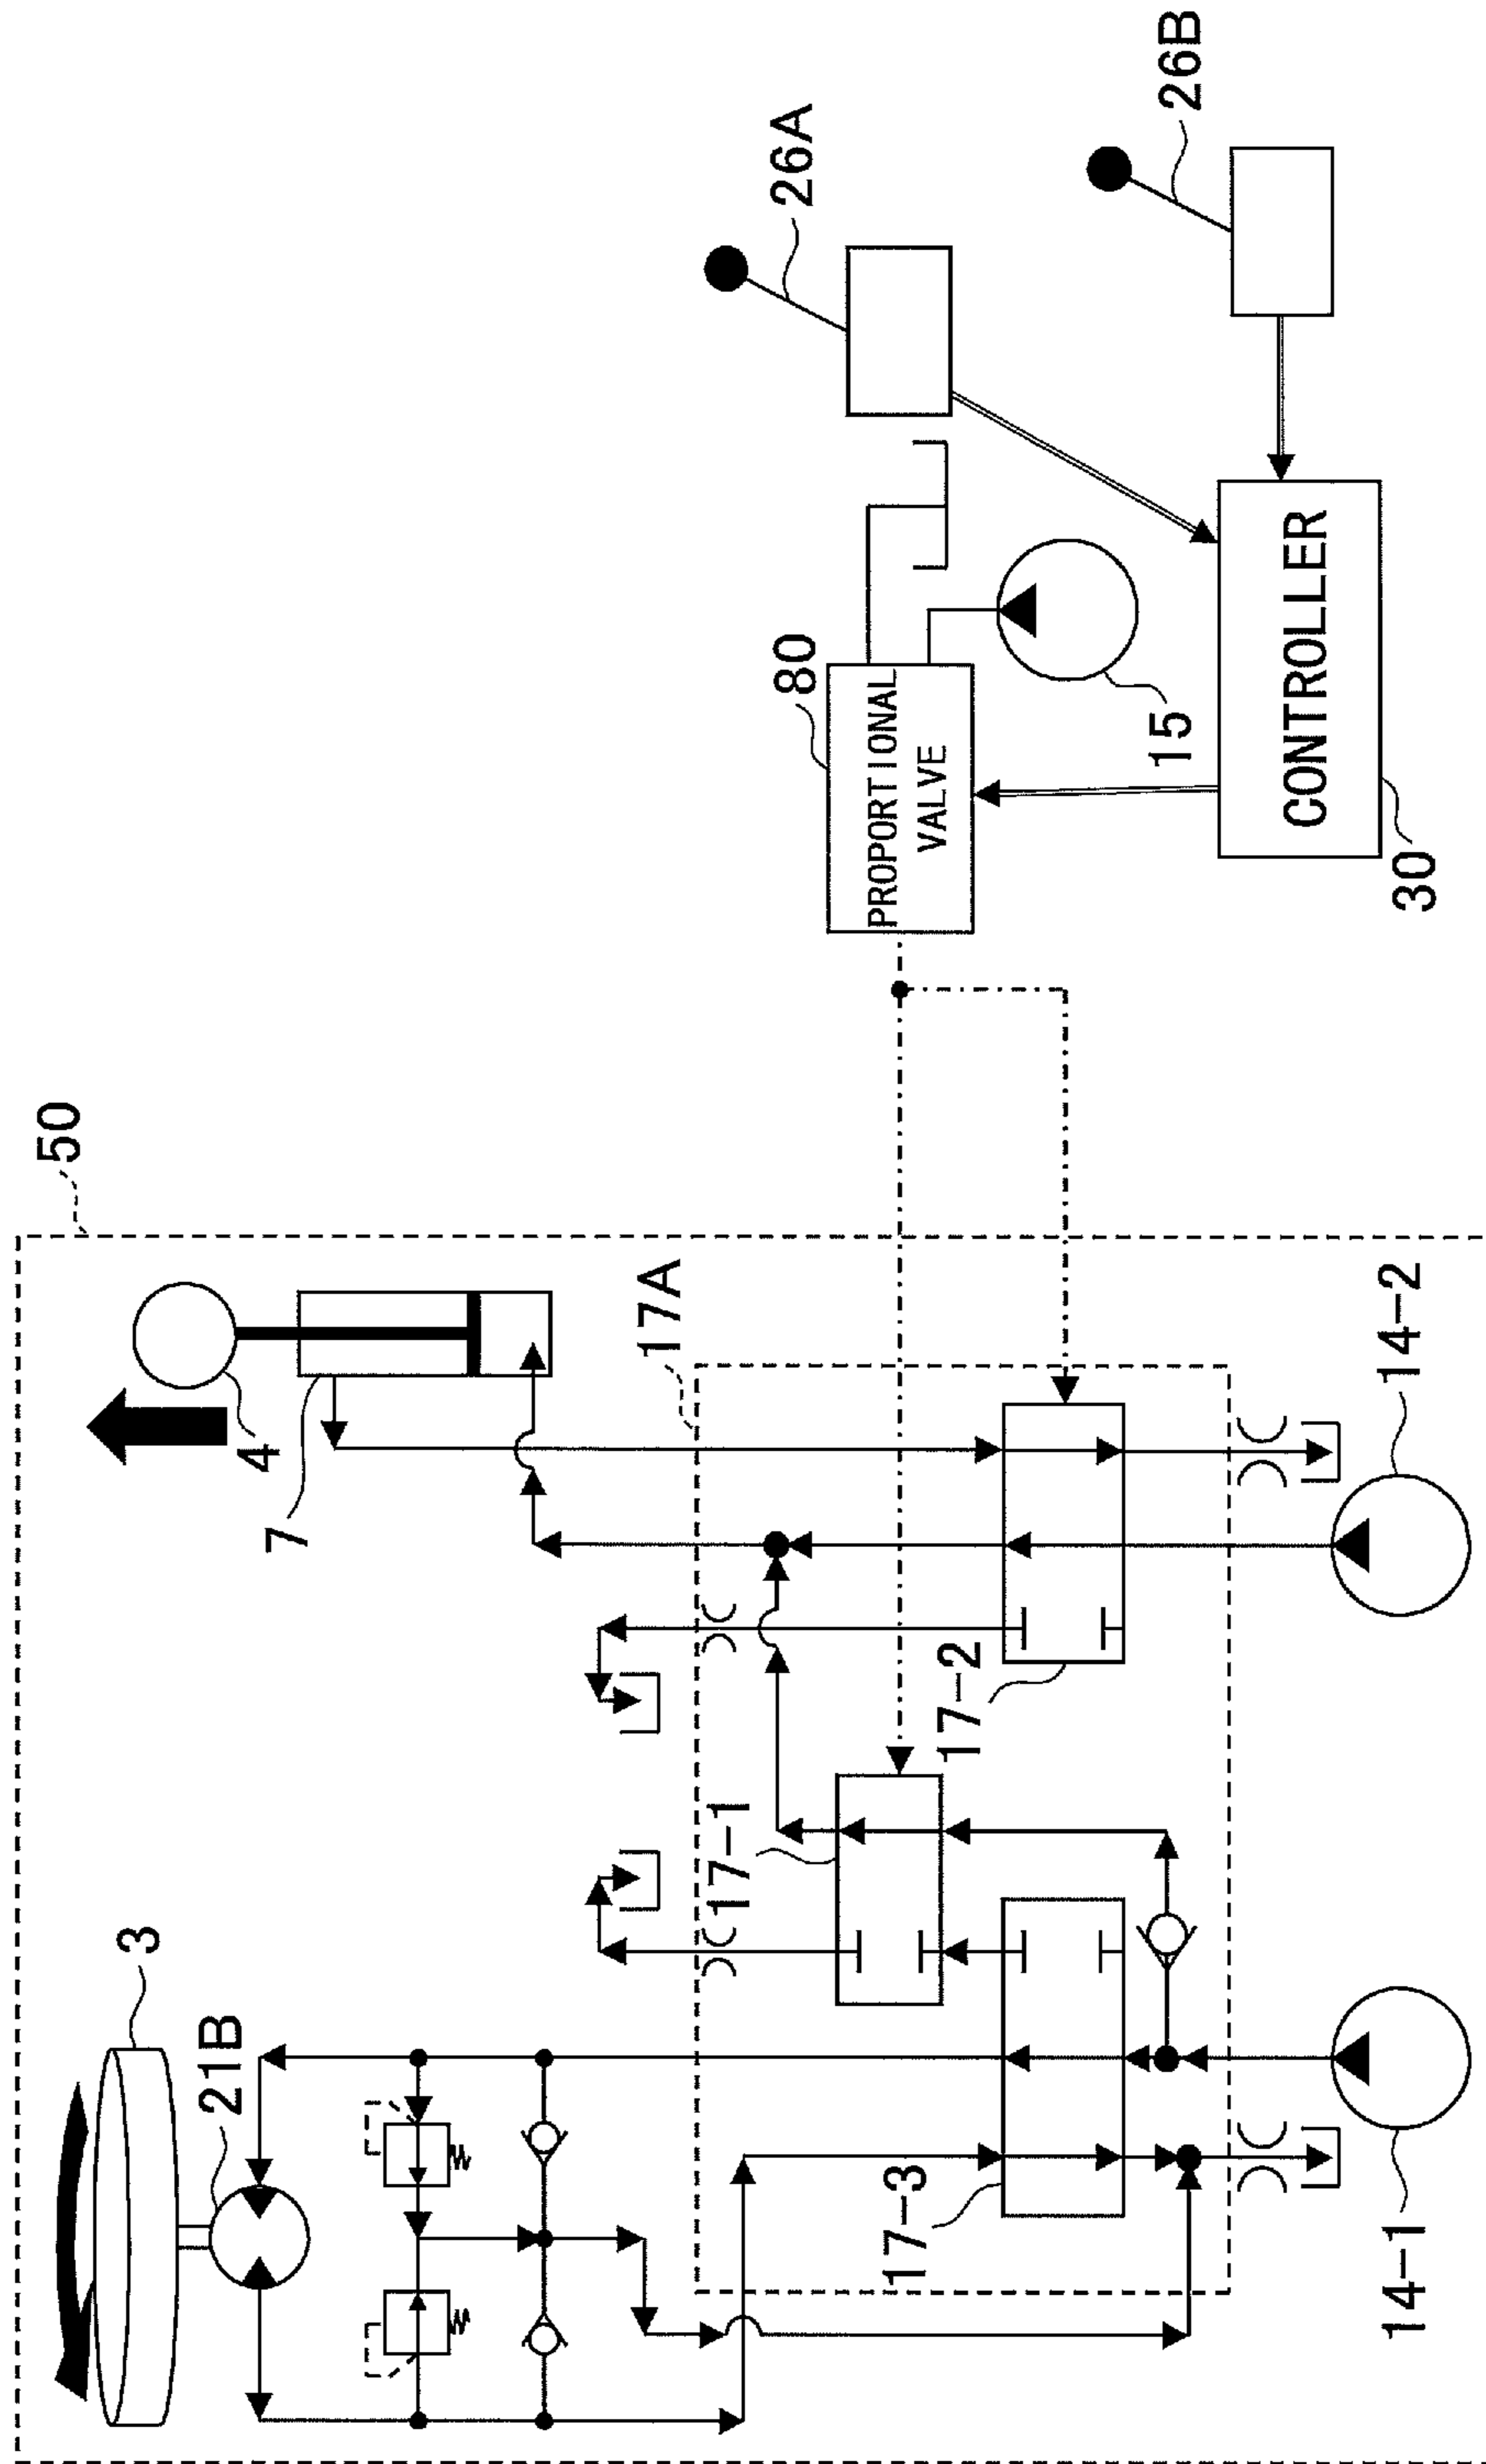 50
3
21B
4
7
17A
17-1
17-2
17-3
14-1
14-2
80
PROPORTIONAL
VALVE
15
26A
26B
CONTROLLER
30